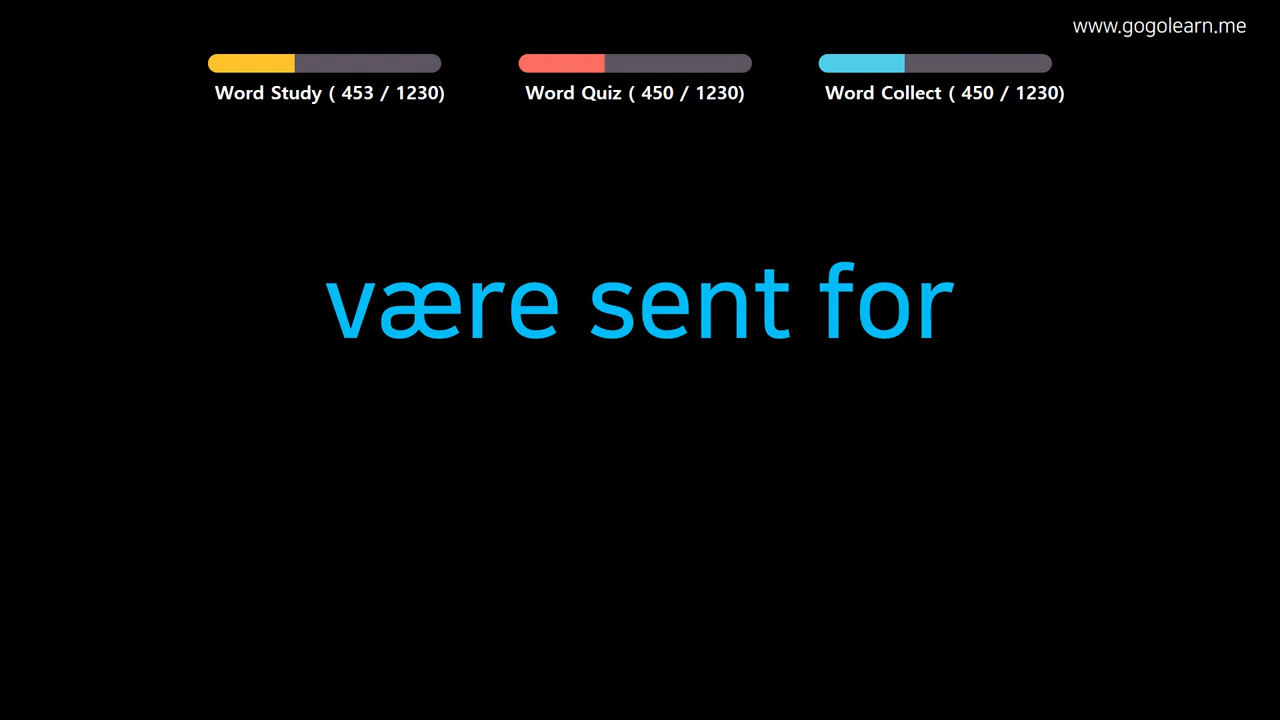 www.gogolearn.me
Word Study ( 453 / 1230)
Word Quiz ( 450 / 1230)
Word Collect ( 450 / 1230)
være sent for